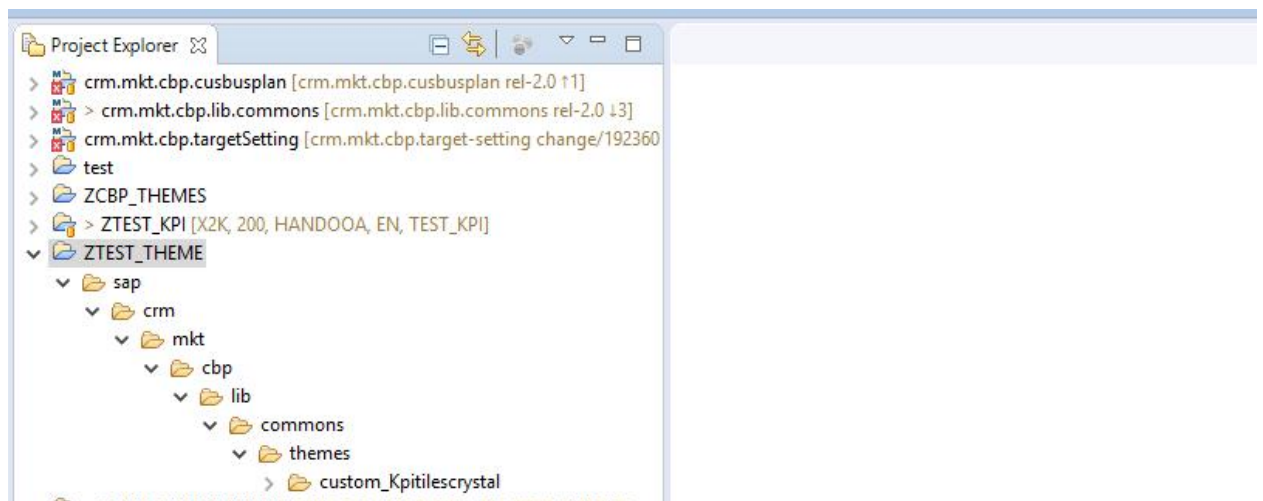 Project Explorer
crm.mkt.cbp.cusbusplan [crm.mkt.cbp.cusbusplan rel-2.0 ↑1]
> crm.mkt.cbp.lib.commons [crm.mkt.cbp.lib.commons rel-2.0 ↓3]
crm.mkt.cbp.targetSetting [crm.mkt.cbp.target-setting change/192360
test
ZCBP_THEMES
> ZTEST_KPI [X2K, 200, HANDOOA, EN, TEST_KPI]
ZTEST_THEME
sap
crm
mkt
cbp
lib
commons
themes
custom_Kpitilescrystal